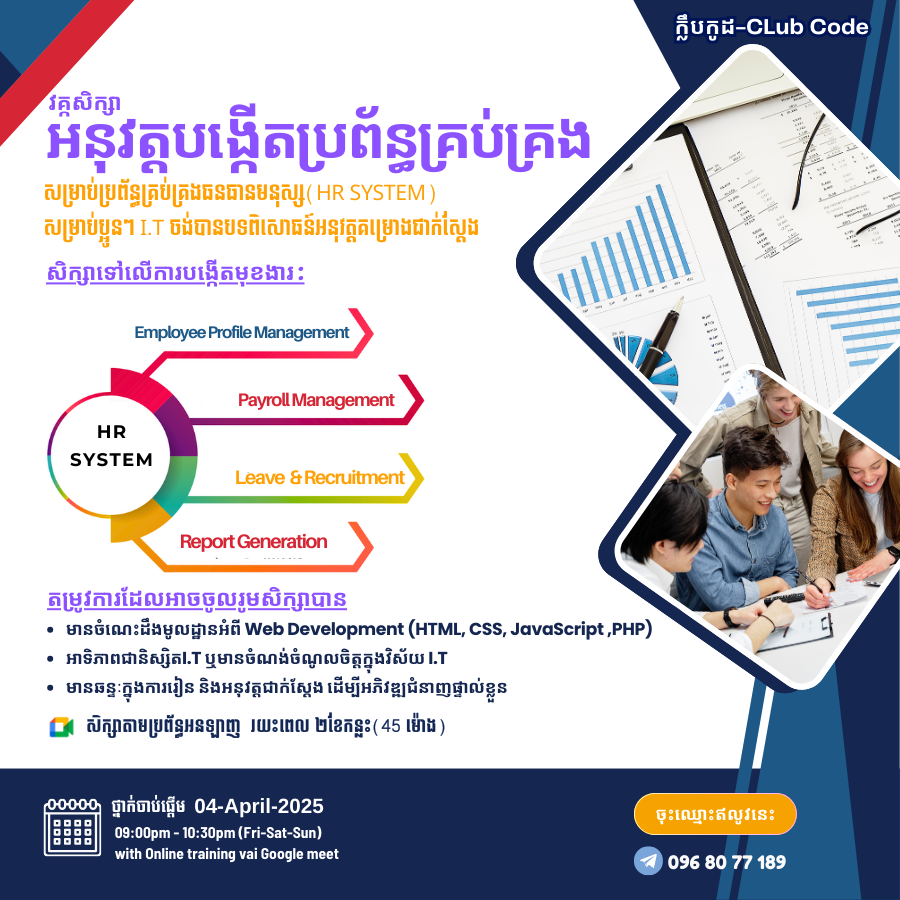 ក្លឹបកូដ-CLub Code
វគ្គសិក្សា
អនុវត្តបង្កើតប្រព័ន្ធគ្រប់គ្រង
សម្រាប់ប្រព័ន្ធគ្រប់គ្រងធនធានមនុស្ស( HR SYSTEM )
សម្រាប់ប្អូនៗ I.T ចង់បានបទពិសោធន៍អនុវត្តគម្រោងជាក់ស្តែង
សិក្សាទៅលើការបង្កើតមុខងារ :
Employee Profile Management
Payroll Management
HR
SYSTEM
Leave & Recruitment
Report Generation
តម្រូវការដែលអាចចូលរួមសិក្សាបាន
• មានចំណេះដឹងមូលដ្ឋានអំពី Web Development (HTML, CSS, JavaScript ,PHP)
• អាទិភាពជានិស្សិតI.T ឬមានចំណង់ចំណូលចិត្តក្នុងវិស័យ I.T
• មានឆន្ទៈក្នុងការរៀន និងអនុវត្តជាក់ស្តែង ដើម្បីអភិវឌ្ឍជំនាញផ្ទាល់ខ្លួន
សិក្សាតាមប្រព័ន្ធអនឡាញ រយះពេល ២ខែកន្លះ( 45 ម៉ោង )
ថ្នាក់ចាប់ផ្តើម 04-April-2025
09:00pm - 10:30pm (Fri-Sat-Sun)
with Online training vai Google meet
ចុះឈ្មោះឥលូវនេះ
096 80 77 189